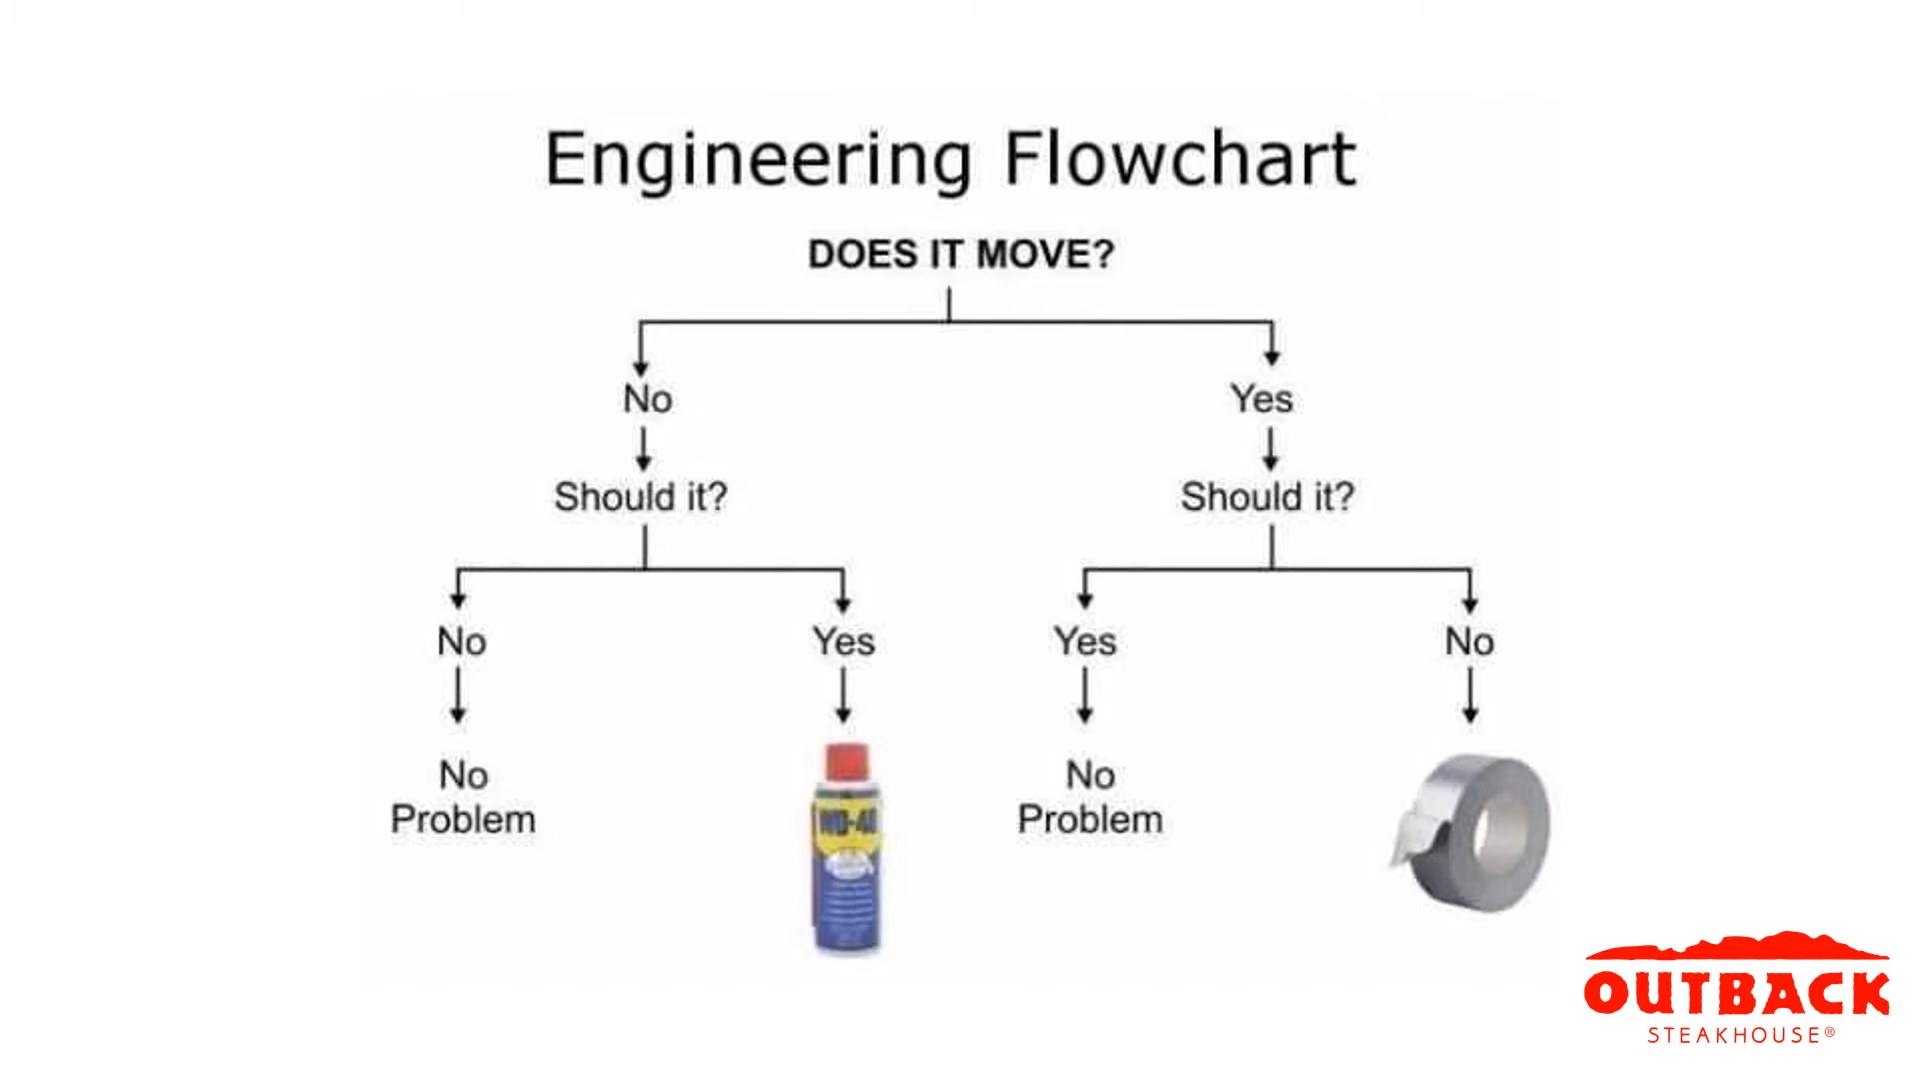 Engineering Flowchart
DOES IT MOVE?
No
Yes
Should it?
Should it?
No
Yes
Yes
No
No
Problem
WD-40
No
Problem
OUTBACK
STEAKHOUSE®